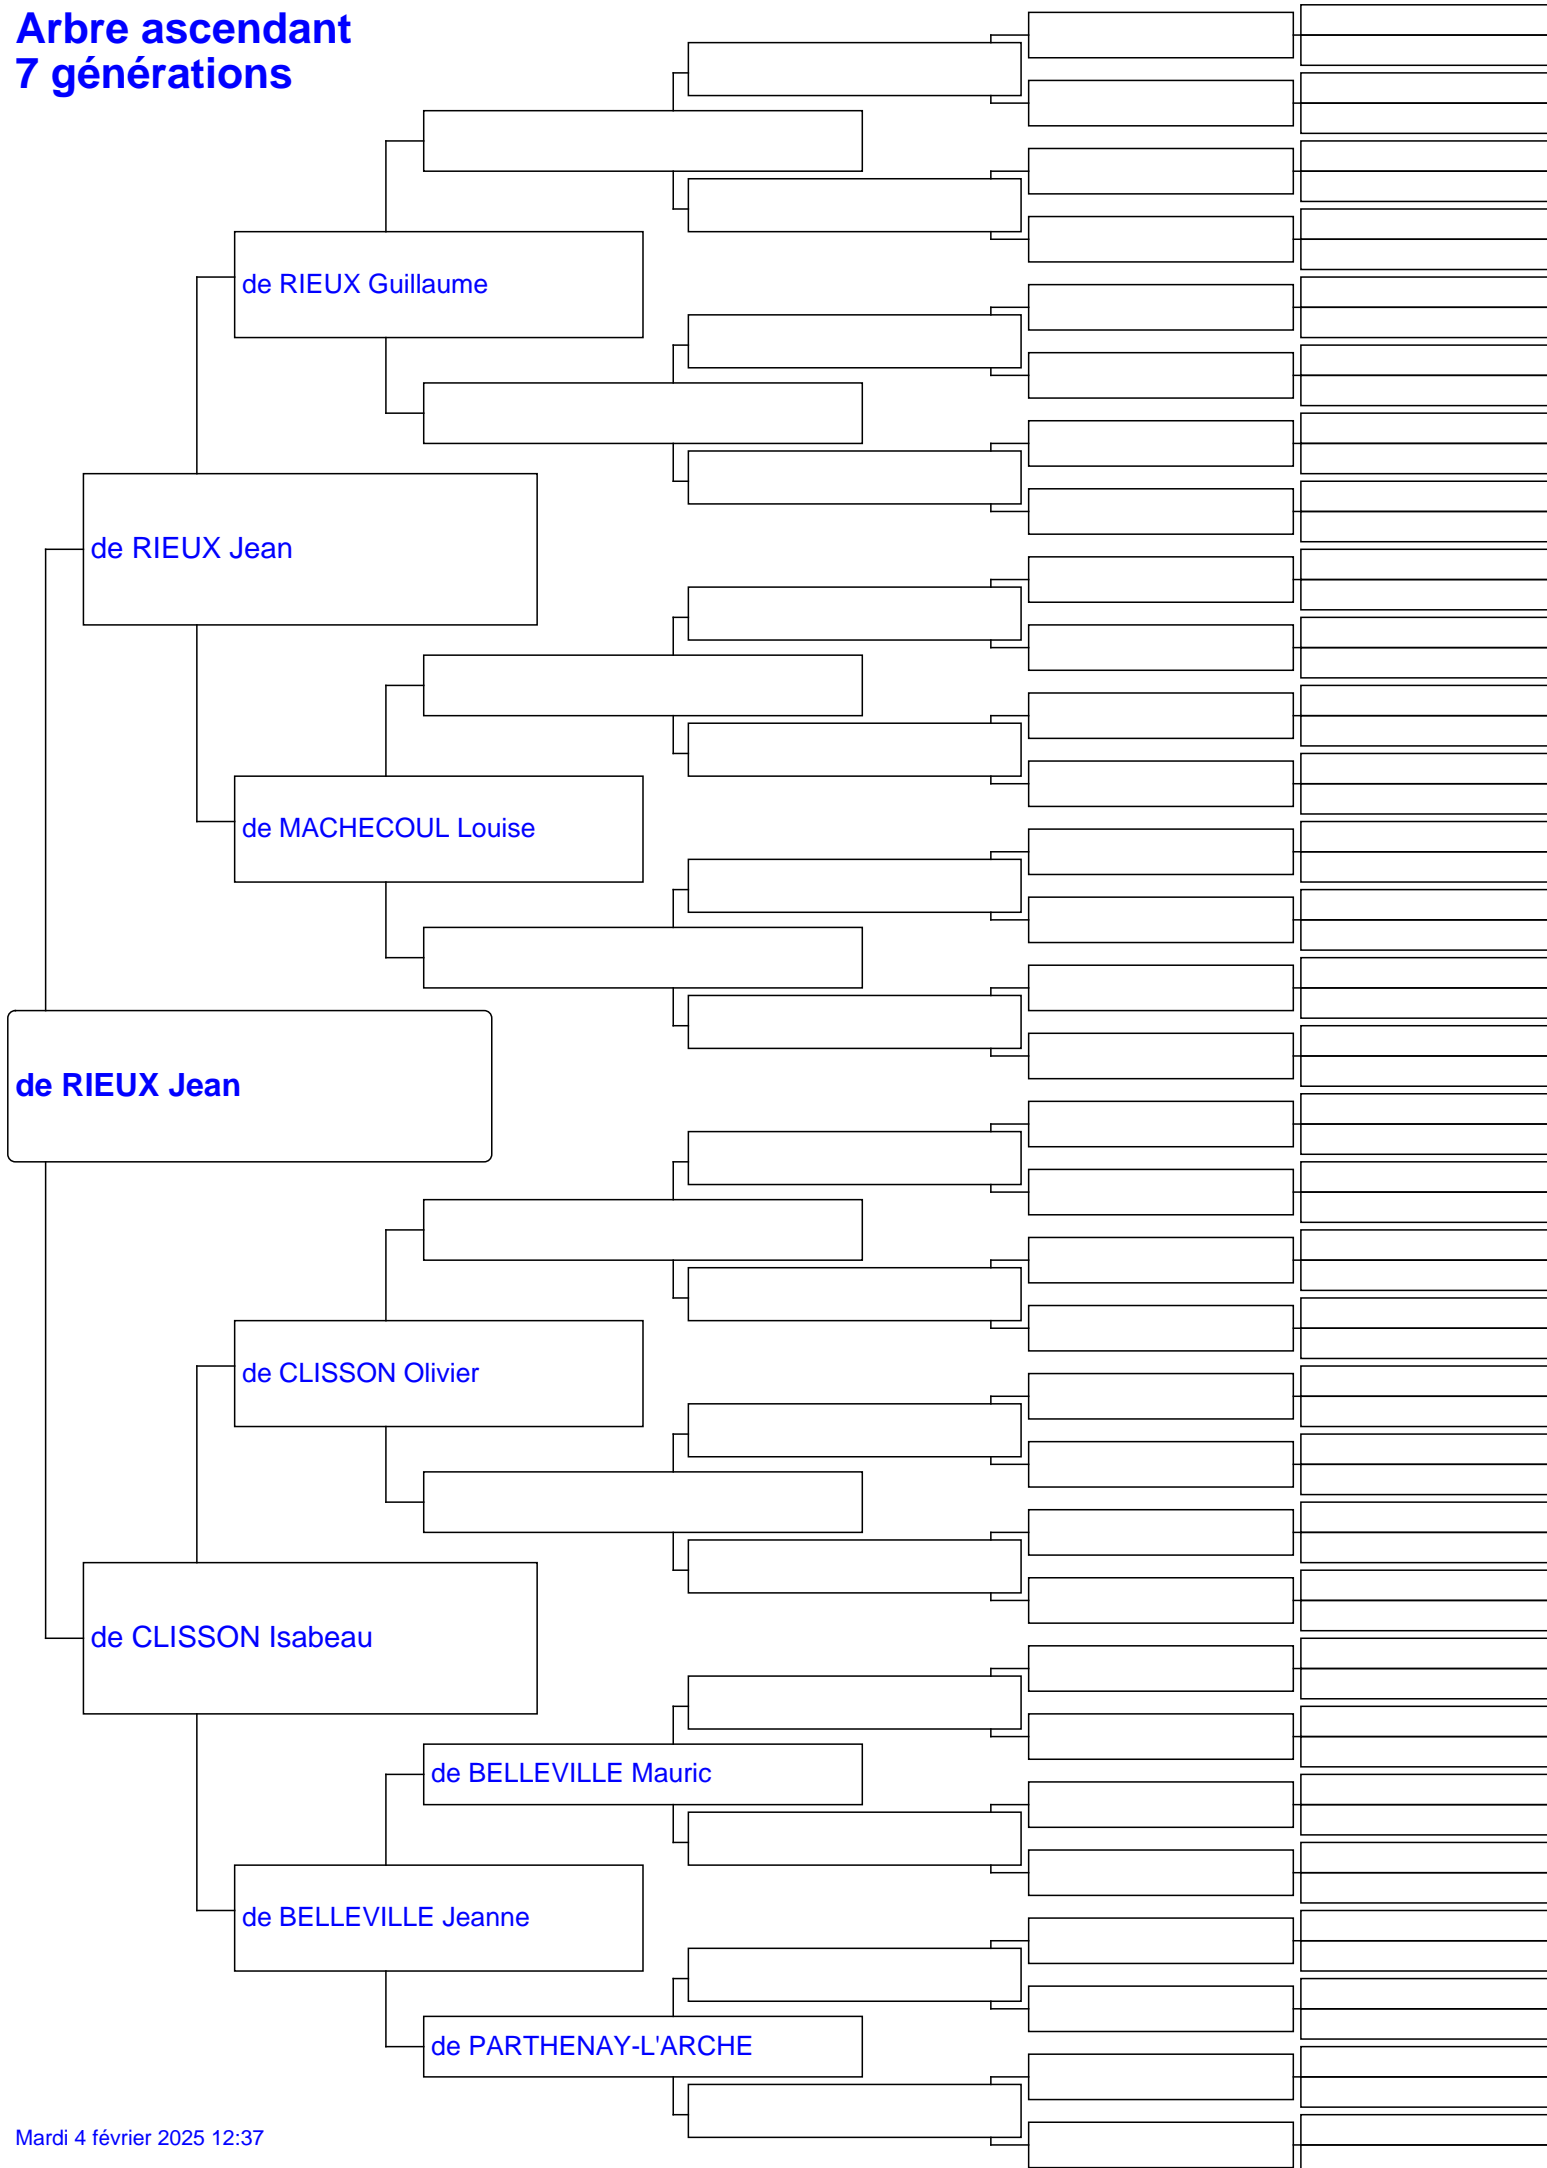 Arbre ascendant
7 générations
de RIEUX Guillaume
de RIEUX Jean
de MACHECOUL Louise
de RIEUX Jean
de CLISSON Olivier
de CLISSON Isabeau
de BELLEVILLE Mauric
de BELLEVILLE Jeanne
de PARTHENAY-L'ARCHE
Mardi 4 février 2025 12:37